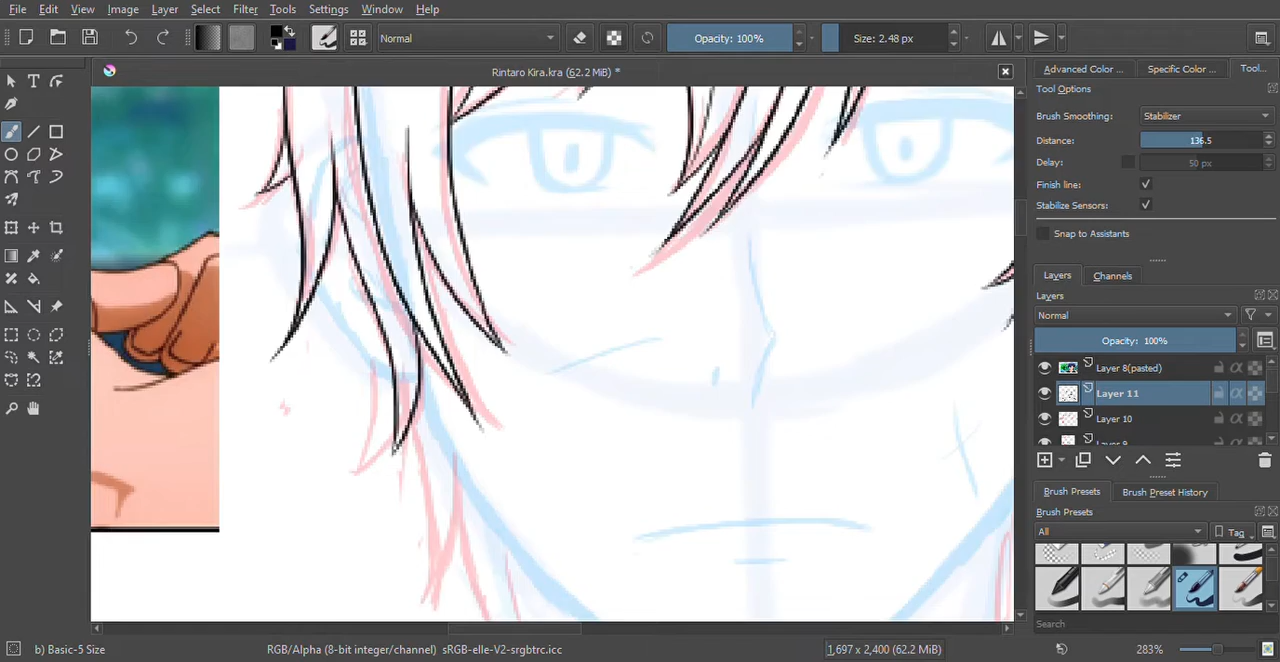 File Edit View Image Layer Select Filter Tools Settings Window Help
Normal Opacity: 100% Size: 2.48 px
Rintaro Kira.kra (62.2 MiB) *
Advanced Color ... Specific Color ... Tool...
Tool Options
Brush Smoothing: Stabilizer
Distance: 136.5
Delay: 50 px
Finish line:
Stabilize Sensors:
Snap to Assistants
Layers Channels
Layers
Normal
Opacity: 100%
Layer 8(pasted)
Layer 11
Layer 10
Brush Presets Brush Preset History
Brush Presets
All Tag
Search
b) Basic-5 Size RGB/Alpha (8-bit integer/channel) sRGB-elle-V2-srgbtrc.icc 1,697 x 2,400 (62.2 MiB) 283%